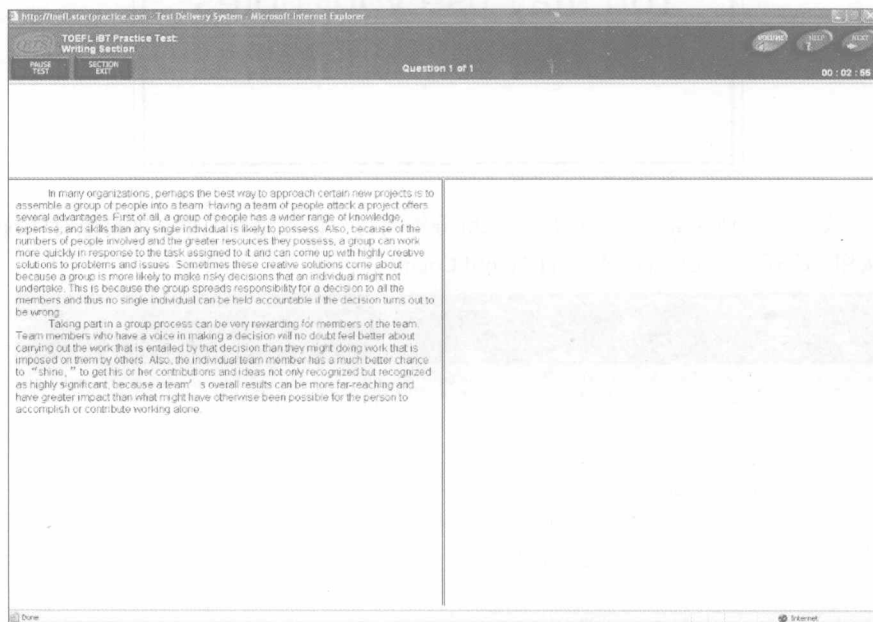 http://toefl.startpractice.com - Test Delivery System - Microsoft Internet Explorer
TOEFL iBT Practice Test:
Writing Section
VOLUME
HELP
?
NEXT
PAUSE
TEST
SECTION
EXIT
Question 1 of 1
00 : 02 : 56
In many organizations, perhaps the best way to approach certain new projects is to
assemble a group of people into a team. Having a team of people attack a project offers
several advantages. First of all, a group of people has a wider range of knowledge,
expertise, and skills than any single individual is likely to possess. Also, because of the
numbers of people involved and the greater resources they possess, a group can work
more quickly in response to the task assigned to it and can come up with highly creative
solutions to problems and issues. Sometimes these creative solutions come about
because a group is more likely to make risky decisions that an individual might not
undertake. This is because the group spreads responsibility for a decision to all the
members and thus no single individual can be held accountable if the decision turns out to
be wrong.
Taking part in a group process can be very rewarding for members of the team.
Team members who have a voice in making a decision will no doubt feel better about
carrying out the work that is entailed by that decision than they might doing work that is
imposed on them by others. Also, the individual team member has a much better chance
to “shine,” to get his or her contributions and ideas not only recognized but recognized
as highly significant, because a team’s overall results can be more far-reaching and
have greater impact than what might have otherwise been possible for the person to
accomplish or contribute working alone.
Done
Internet